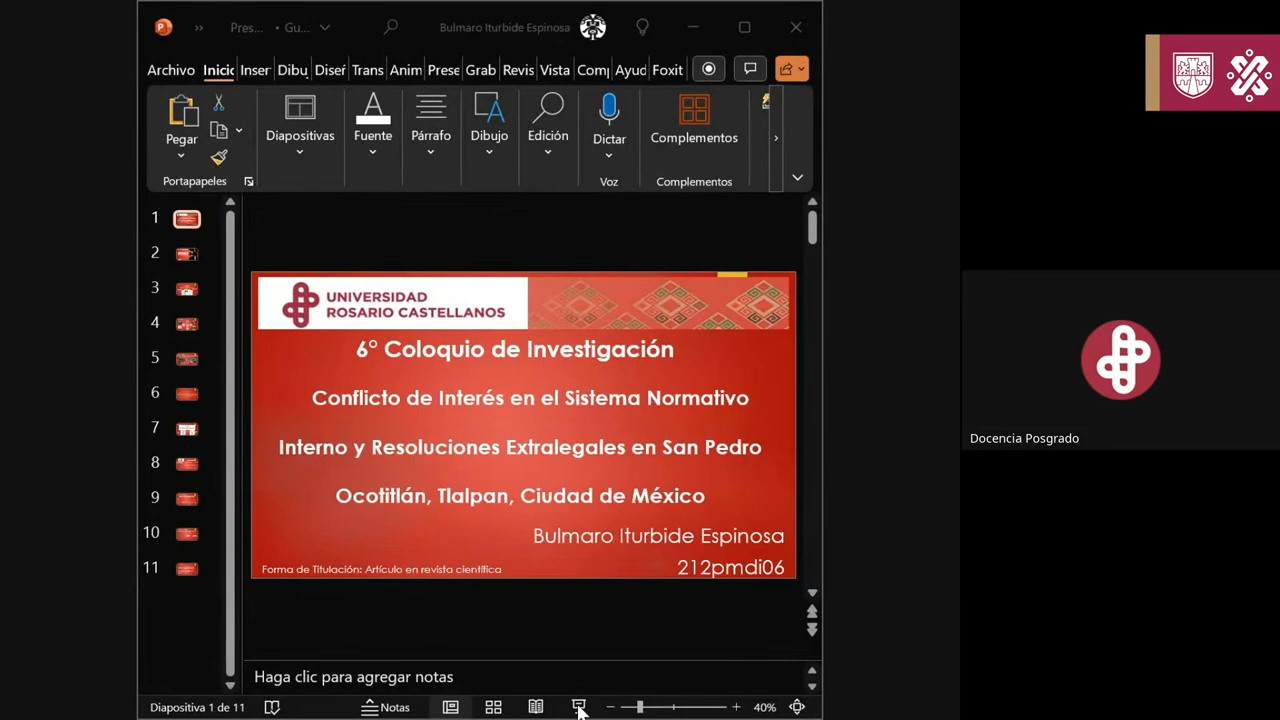 Pres... • Gu...
Bulmaro Iturbide Espinosa
Archivo
Inicio
Inser
Dibu
Diseñ
Trans
Anim
Prese
Grab
Revis
Vista
Comp
Ayud
Foxit
Pegar
Diapositivas
Fuente
Párrafo
Dibujo
Edición
Dictar
Complementos
Portapapeles
Voz
Complementos
1
2
3
4
5
6
7
8
9
10
11
UNIVERSIDAD
ROSARIO CASTELLANOS
6° Coloquio de Investigación
Conflicto de Interés en el Sistema Normativo
Interno y Resoluciones Extralegales en San Pedro
Ocotitlán, Tlalpan, Ciudad de México
Bulmaro Iturbide Espinosa
Forma de Titulación: Artículo en revista científica
212pmdi06
Haga clic para agregar notas
Diapositiva 1 de 11
Notas
40%
Docencia Posgrado